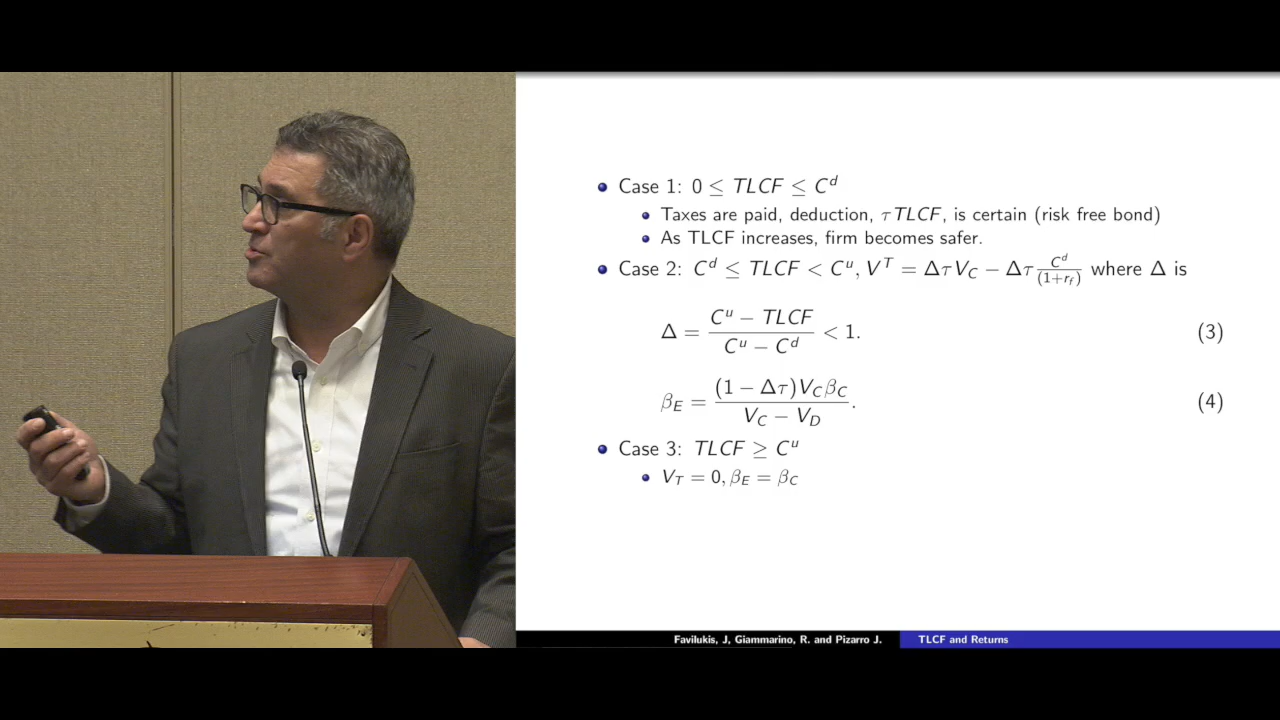 Case 1: 0 ≤ TLCF ≤ C^d
Taxes are paid, deduction, τTLCF, is certain (risk free bond)
As TLCF increases, firm becomes safer.
Case 2: C^d ≤ TLCF < C^u, V^T = ΔτV_C − Δτ C^d/(1+r_f) where Δ is
Δ = (C^u − TLCF)/(C^u − C^d) < 1. (3)
β_E = (1 − Δτ)V_Cβ_C/(V_C − V_D). (4)
Case 3: TLCF ≥ C^u
V_T = 0, β_E = β_C
Favilukis, J, Giammarino, R. and Pizarro J. TLCF and Returns